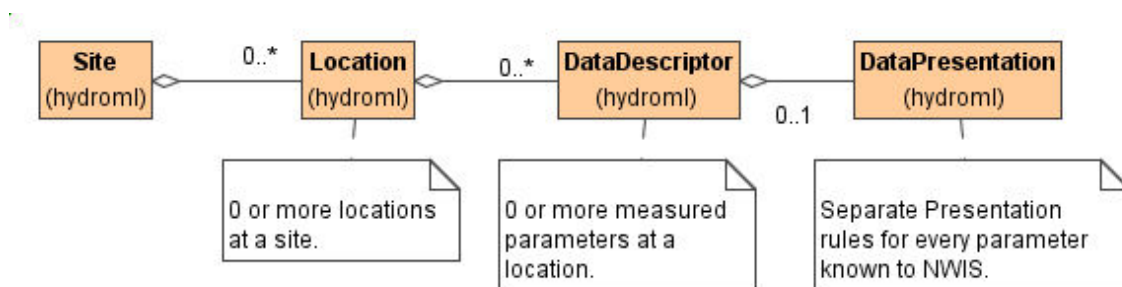 Site
(hydroml)
0..*
Location
(hydroml)
0..*
DataDescriptor
(hydroml)
0..1
DataPresentation
(hydroml)
0 or more locations
at a site.
0 or more measured
parameters at a
location.
Separate Presentation
rules for every parameter
known to NWIS.